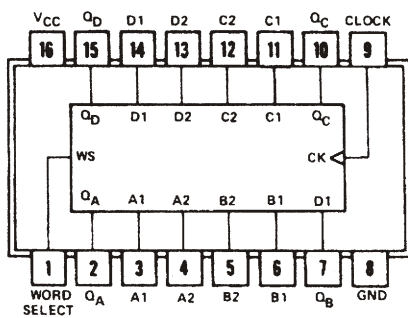 VCC QD D1 D2 C2 C1 QC CLOCK
16 15 14 13 12 11 10 9
QD D1 D2 C2 C1 QC
WS CK
QA A1 A2 B2 B1 D1
1 2 3 4 5 6 7 8
WORD SELECT QA A1 A2 B2 B1 QB GND